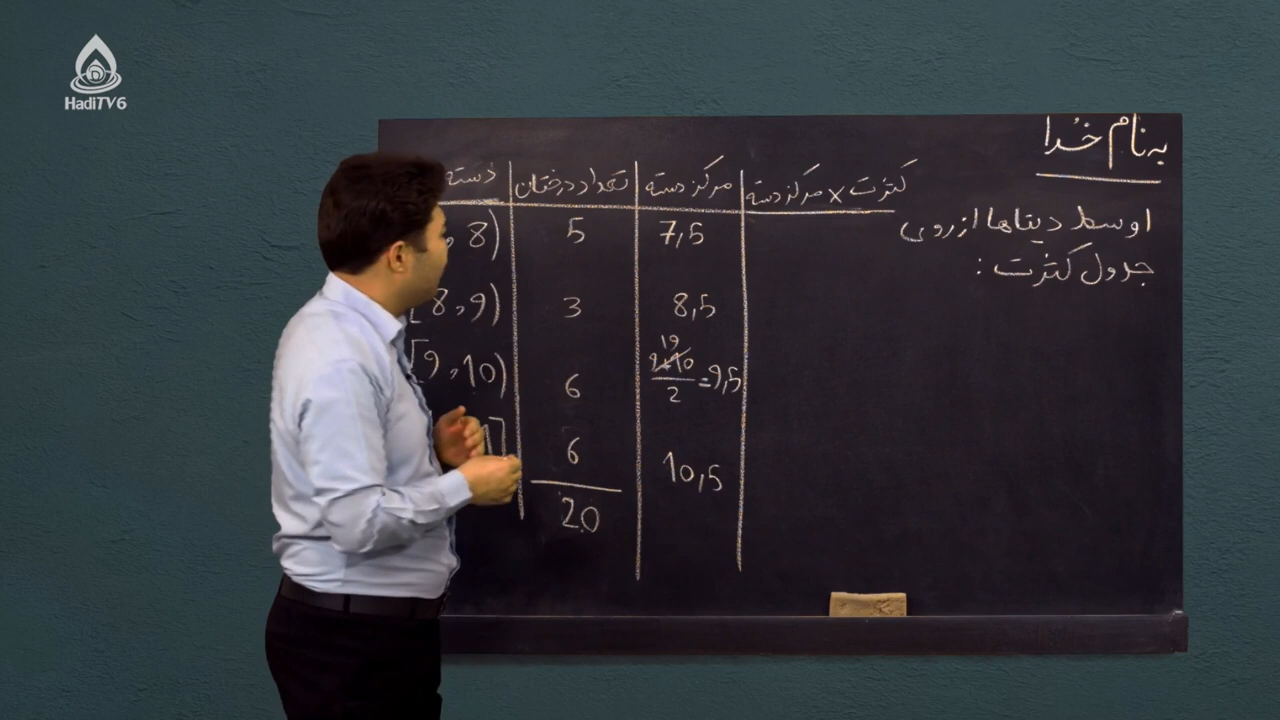 HadiTV6
به نام خدا
اوسط دیتاها از روی
جدول کثرت :
دسته | تعداد درختان | مرکز دسته | کثرت × مرکز دسته
, 8) 5 7,5
[8,9) 3 8,5
[9,10) 6 9+10/2 19 =9,5
1] 6 10,5
20